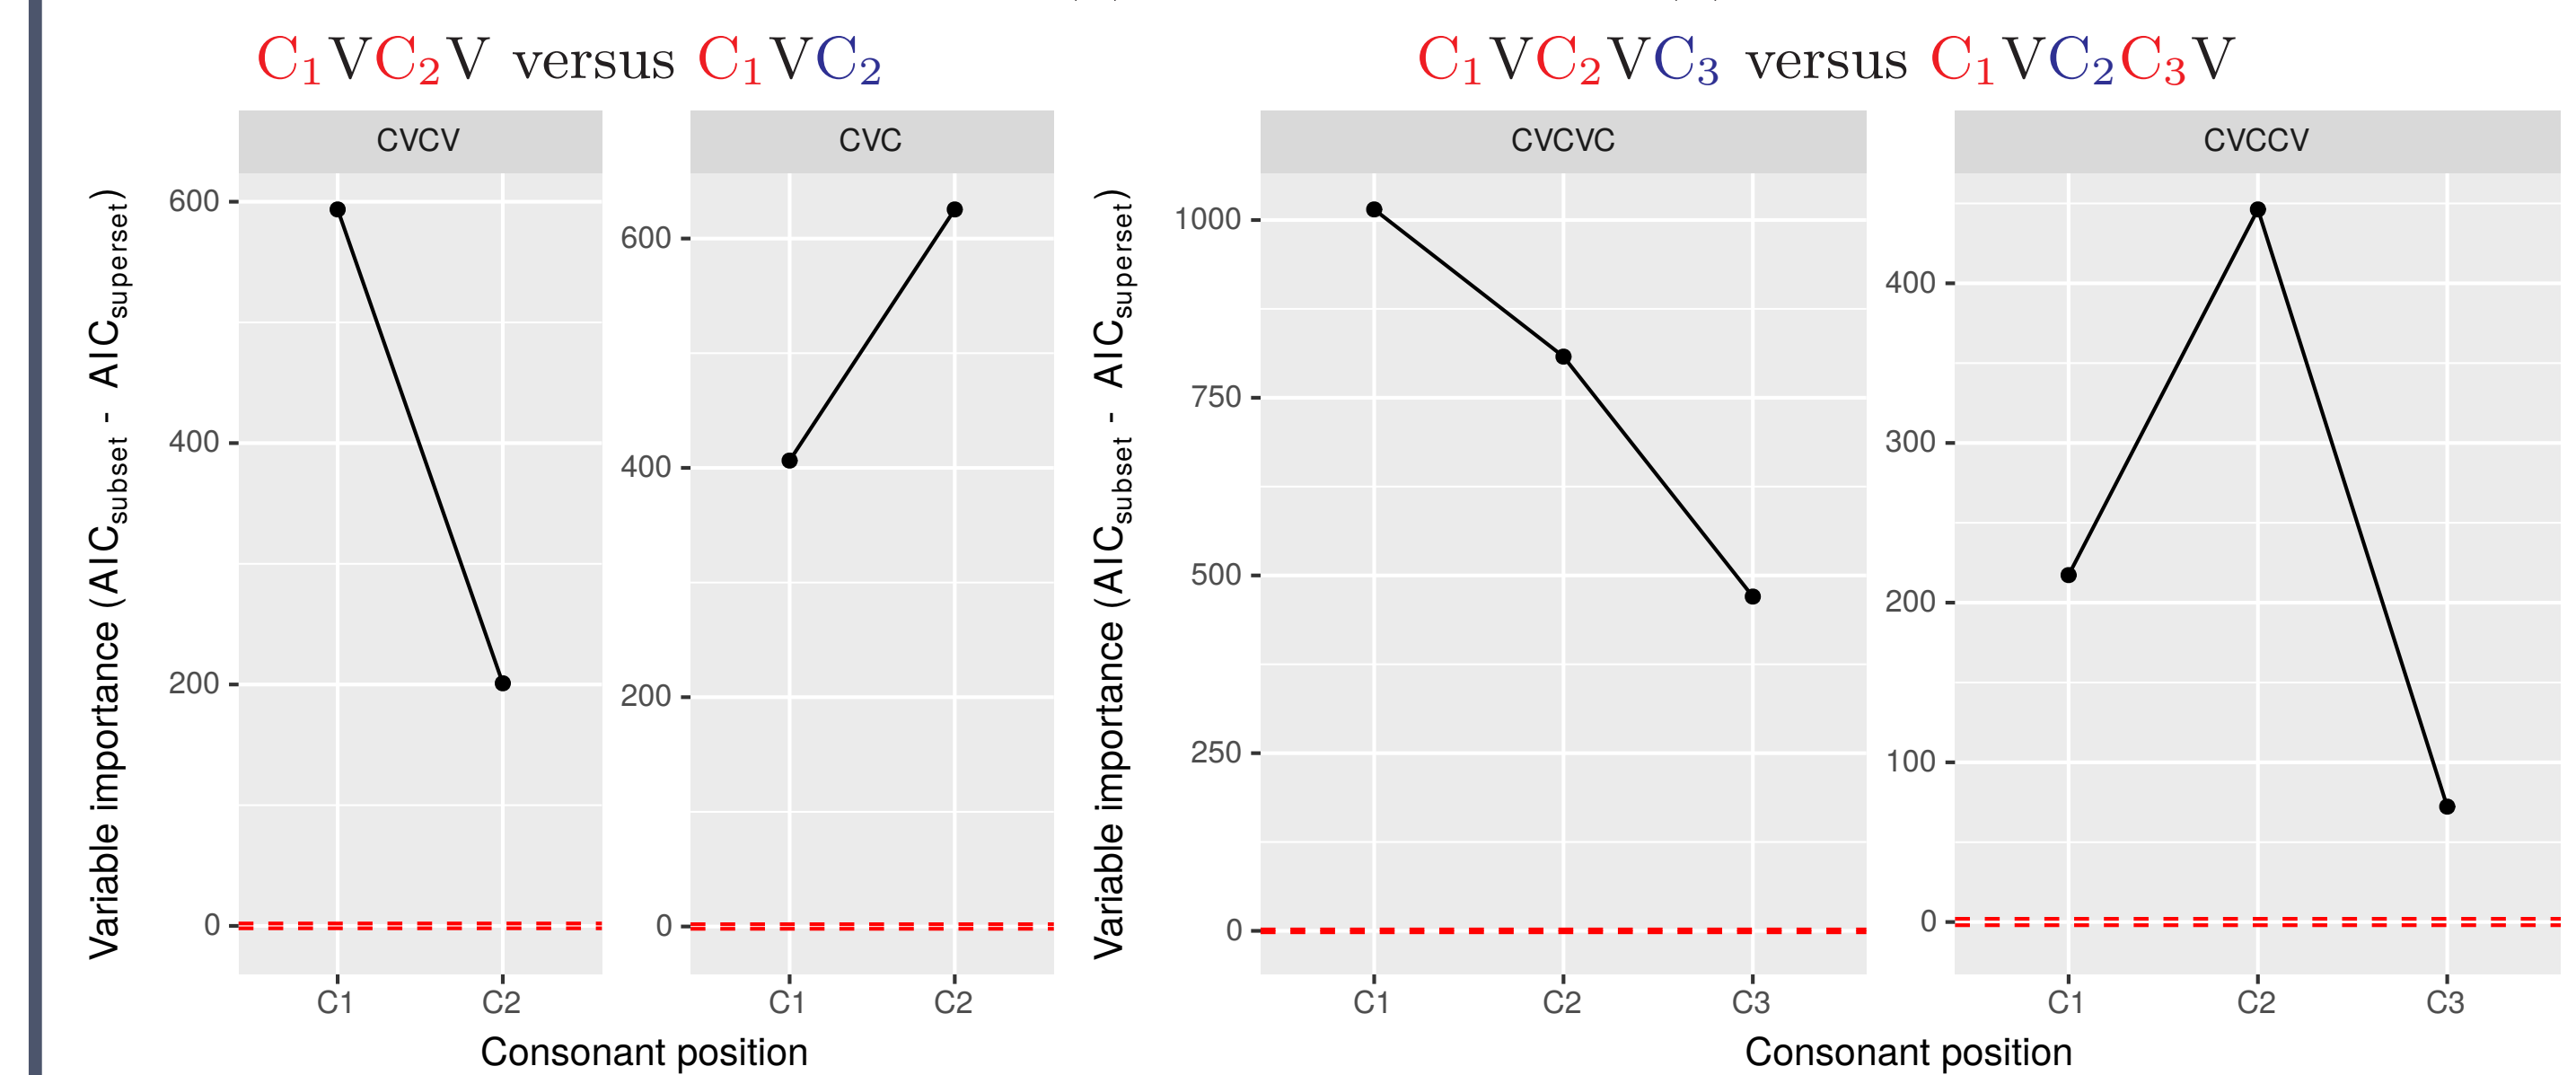 C1VC2V versus C1VC2
C1VC2VC3 versus C1VC2C3V
CVCV
CVC
CVCVC
CVCCV
Variable importance (AICsubset - AICsuperset)
600
400
200
0
C1 C2
600
400
200
0
C1 C2
Consonant position
Variable importance (AICsubset - AICsuperset)
1000
750
500
250
0
C1 C2 C3
400
300
200
100
0
C1 C2 C3
Consonant position